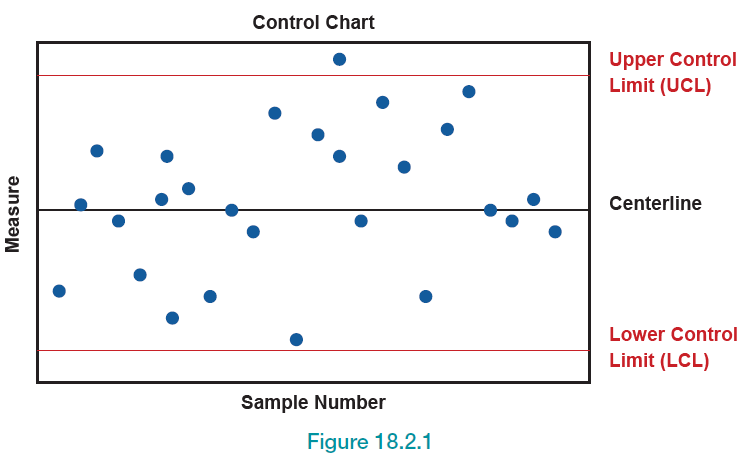 Control Chart
Upper Control
Limit (UCL)
Measure
Centerline
Lower Control
Limit (LCL)
Sample Number
Figure 18.2.1